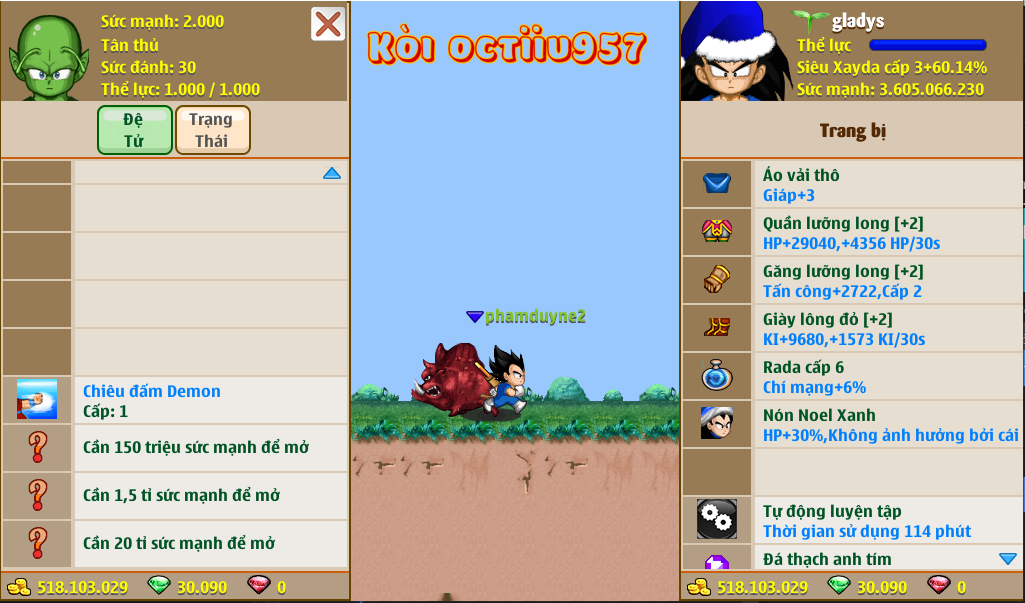 Sức mạnh: 2.000
Tân thủ
Sức đánh: 30
Thể lực: 1.000 / 1.000
Đệ
Tử
Trạng
Thái
Chiêu đấm Demon
Cấp: 1
Cần 150 triệu sức mạnh để mở
Cần 1,5 tỉ sức mạnh để mở
Cần 20 tỉ sức mạnh để mở
518.103.029
30.090
0
Kòi octiiu957
phamduyne2
gladys
Thể lực
Siêu Xayda cấp 3+60.14%
Sức mạnh: 3.605.066.230
Trang bị
Áo vải thô
Giáp+3
Quần lưỡng long [+2]
HP+29040,+4356 HP/30s
Găng lưỡng long [+2]
Tấn công+2722,Cấp 2
Giày lông đỏ [+2]
KI+9680,+1573 KI/30s
Rada cấp 6
Chí mạng+6%
Nón Noel Xanh
HP+30%,Không ảnh hưởng bởi cái
Tự động luyện tập
Thời gian sử dụng 114 phút
Đá thạch anh tím
518.103.029
30.090
0